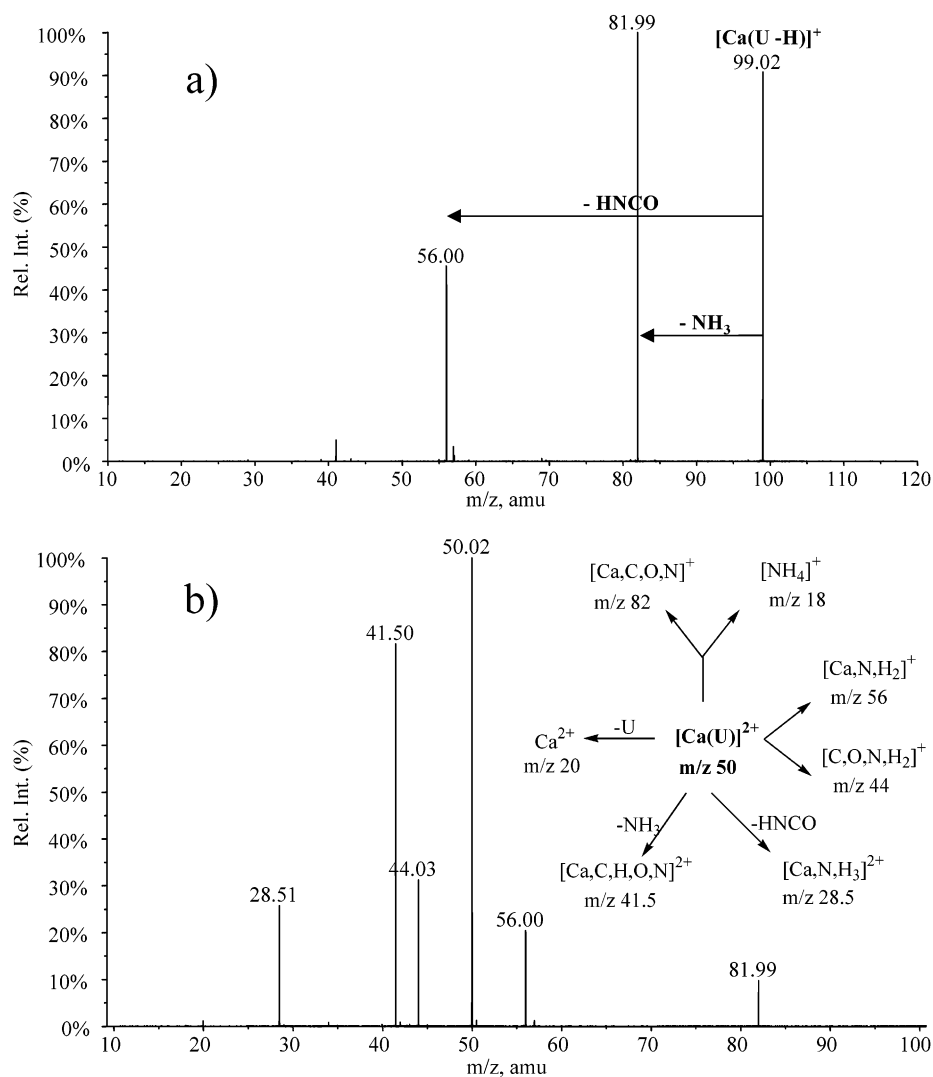 a)
Rel. Int. (%)
100%
90%
80%
70%
60%
50%
40%
30%
20%
10%
0%
81.99
[Ca(U -H)]⁺
99.02
- HNCO
56.00
- NH₃
10 20 30 40 50 60 70 80 90 100 110 120
m/z, amu
b)
Rel. Int. (%)
100%
90%
80%
70%
60%
50%
40%
30%
20%
10%
0%
50.02
41.50
44.03
28.51
56.00
81.99
[Ca,C,O,N]⁺
m/z 82
[NH₄]⁺
m/z 18
[Ca,N,H₂]⁺
m/z 56
Ca²⁺
m/z 20
-U
[Ca(U)]²⁺
m/z 50
[C,O,N,H₂]⁺
m/z 44
-NH₃
-HNCO
[Ca,C,H,O,N]²⁺
m/z 41.5
[Ca,N,H₃]²⁺
m/z 28.5
10 20 30 40 50 60 70 80 90 100
m/z, amu